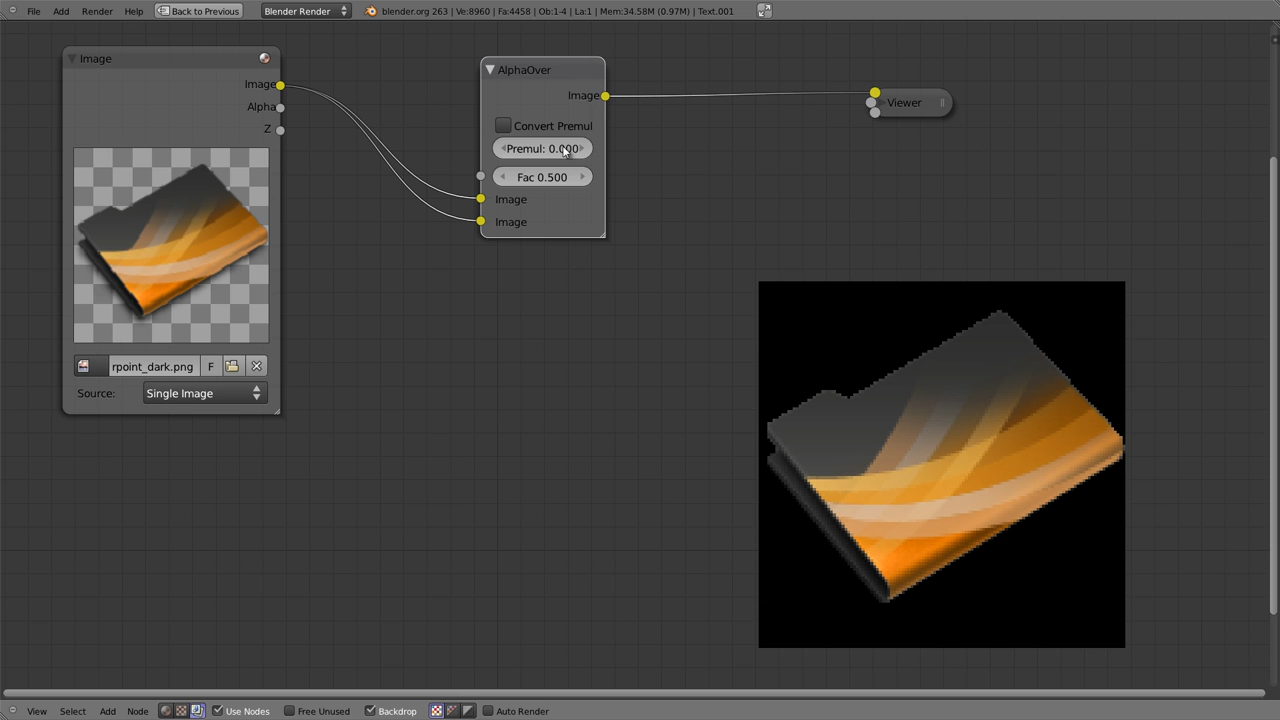 File Add Render Help Back to Previous Blender Render blender.org 263 | Ve:8960 | Fa:4458 | Ob:1-4 | La:1 | Mem:34.58M (0.97M) | Text.001
Image
Image
Alpha
Z
rpoint_dark.png F
Source: Single Image
AlphaOver
Image
Convert Premul
Premul: 0.000
Fac 0.500
Image
Image
Viewer
View Select Add Node Use Nodes Free Unused Backdrop Auto Render